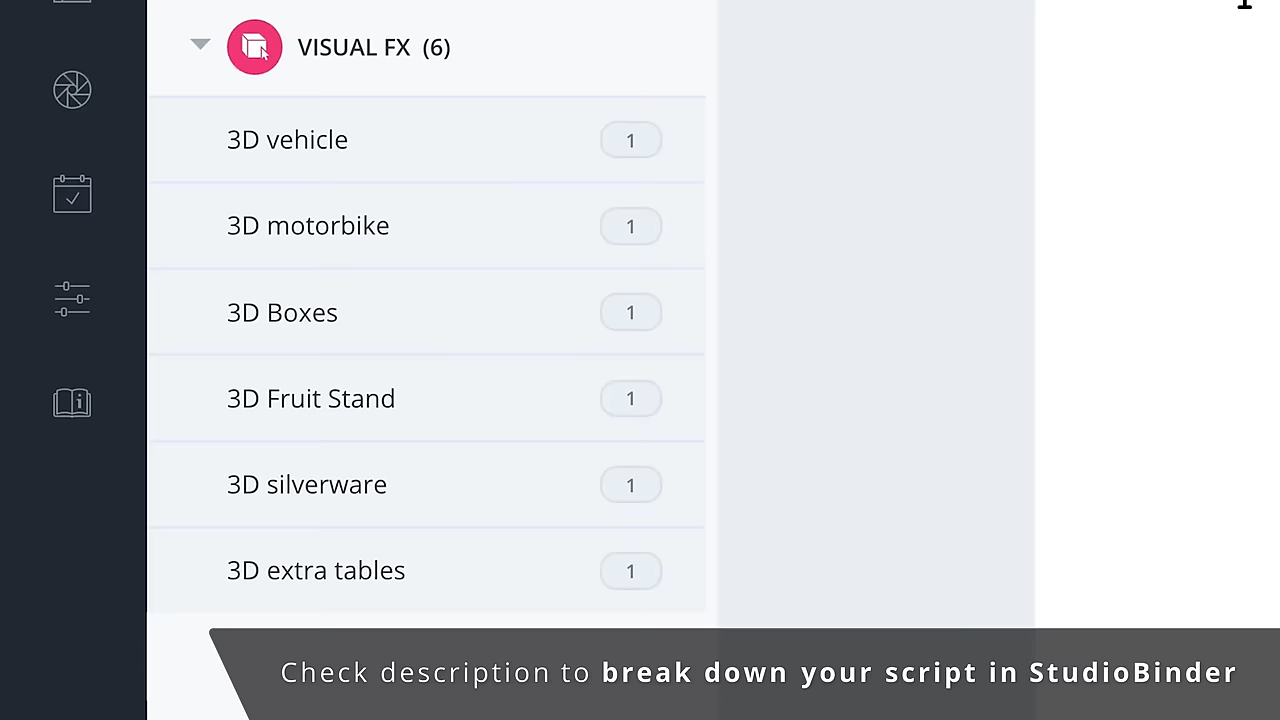 VISUAL FX (6)
3D vehicle 1
3D motorbike 1
3D Boxes 1
3D Fruit Stand 1
3D silverware 1
3D extra tables 1
Check description to break down your script in StudioBinder